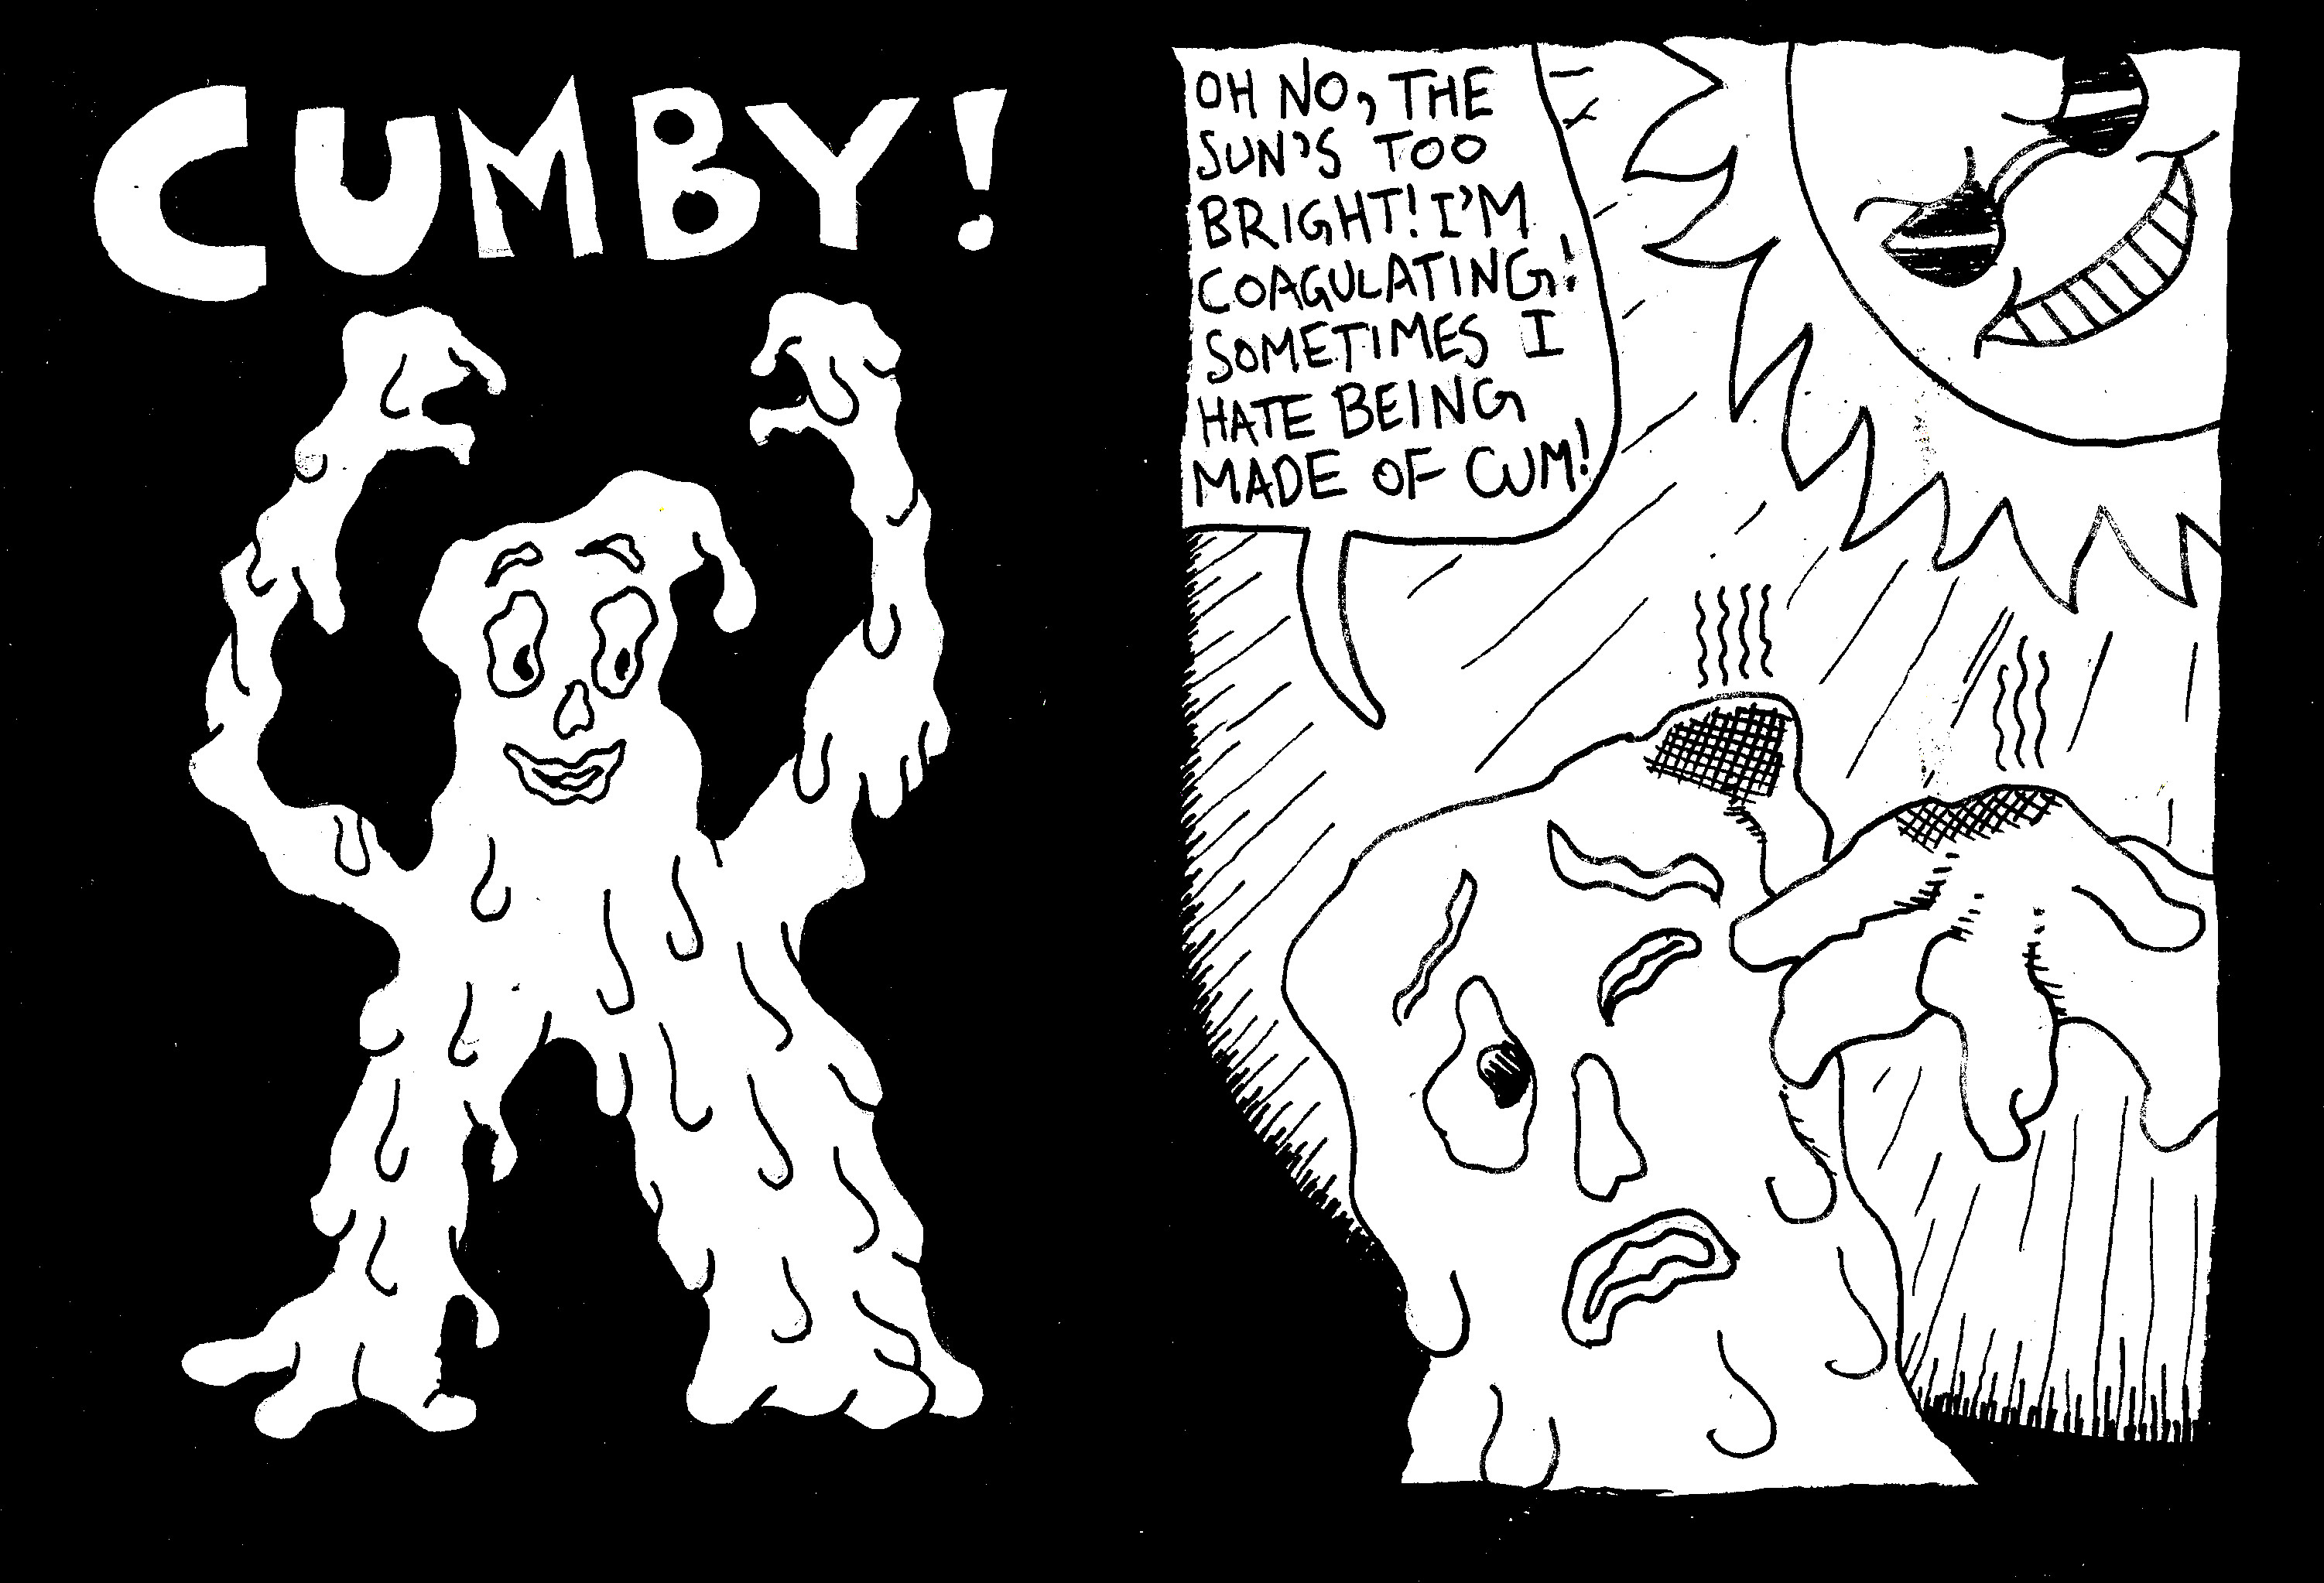 CUMBY!
OH NO, THE
SUN'S TOO
BRIGHT! I'M
COAGULATING!
SOMETIMES I
HATE BEING
MADE OF CUM!